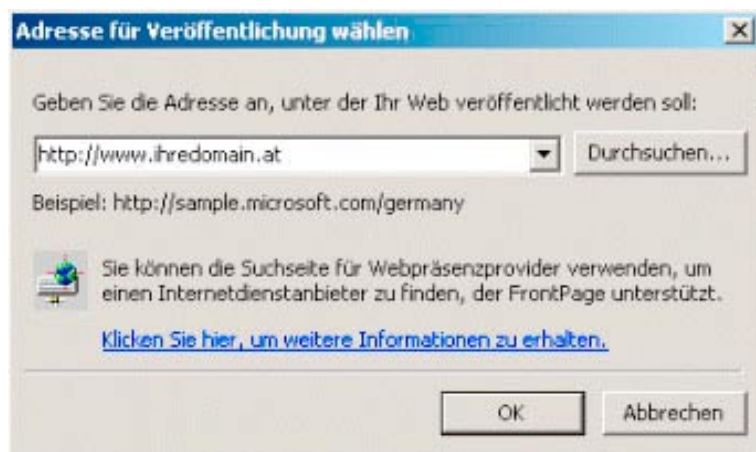 Adresse für Veröffentlichung wählen
Geben Sie die Adresse an, unter der Ihr Web veröffentlicht werden soll:
http://www.ihredomain.at
Durchsuchen...
Beispiel: http://sample.microsoft.com/germany
Sie können die Suchseite für Webpräsenzprovider verwenden, um
einen Internetdienstanbieter zu finden, der FrontPage unterstützt.
Klicken Sie hier, um weitere Informationen zu erhalten.
OK
Abbrechen